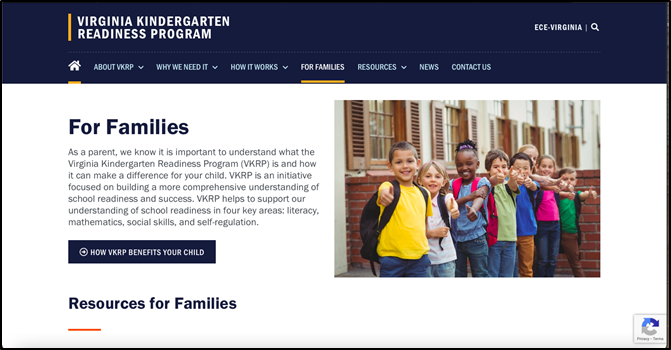 VIRGINIA KINDERGARTEN
READINESS PROGRAM
ECE-VIRGINIA |
ABOUT VKRP
WHY WE NEED IT
HOW IT WORKS
FOR FAMILIES
RESOURCES
NEWS
CONTACT US
For Families
As a parent, we know it is important to understand what the
Virginia Kindergarten Readiness Program (VKRP) is and how
it can make a difference for your child. VKRP is an initiative
focused on building a more comprehensive understanding of
school readiness and success. VKRP helps to support our
understanding of school readiness in four key areas: literacy,
mathematics, social skills, and self-regulation.
HOW VKRP BENEFITS YOUR CHILD
Resources for Families
Privacy - Terms